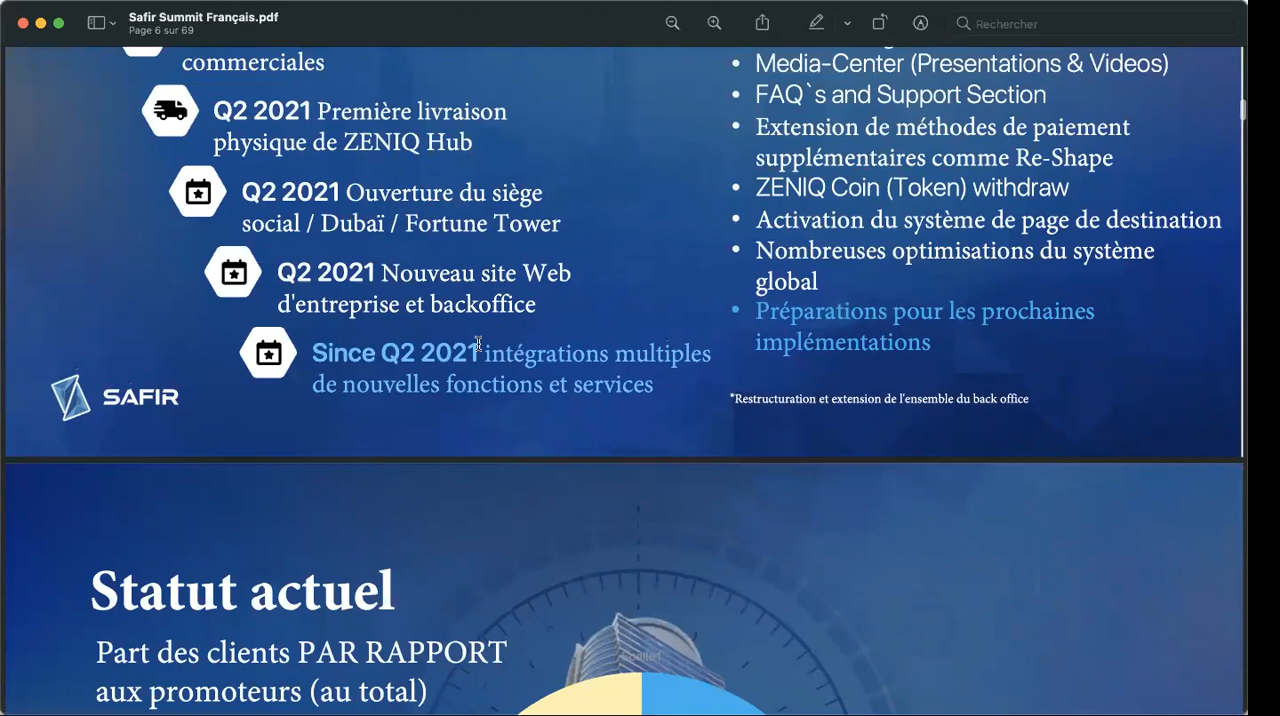 Safir Summit Français.pdf
Page 6 sur 69
Rechercher
commerciales
Q2 2021 Première livraison
physique de ZENIQ Hub
Q2 2021 Ouverture du siège
social / Dubaï / Fortune Tower
Q2 2021 Nouveau site Web
d'entreprise et backoffice
Since Q2 2021 intégrations multiples
de nouvelles fonctions et services
SAFIR
• Media-Center (Presentations & Videos)
• FAQ`s and Support Section
• Extension de méthodes de paiement
supplémentaires comme Re-Shape
• ZENIQ Coin (Token) withdraw
• Activation du système de page de destination
• Nombreuses optimisations du système
global
• Préparations pour les prochaines
implémentations
*Restructuration et extension de l'ensemble du back office
Statut actuel
Part des clients PAR RAPPORT
aux promoteurs (au total)